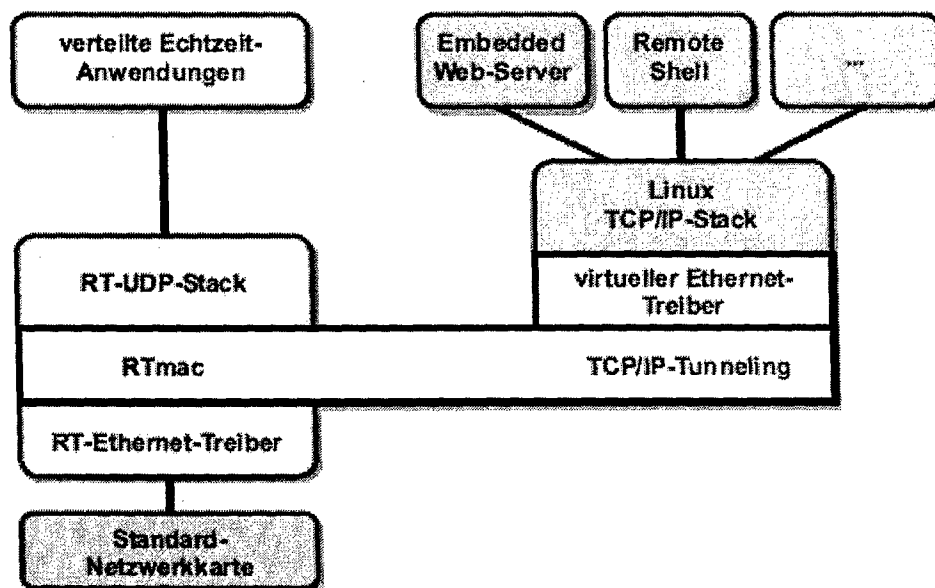 verteilte Echtzeit-
Anwendungen
Embedded
Web-Server
Remote
Shell
...
Linux
TCP/IP-Stack
RT-UDP-Stack
virtueller Ethernet-
Treiber
RTmac
TCP/IP-Tunneling
RT-Ethernet-Treiber
Standard-
Netzwerkkarte